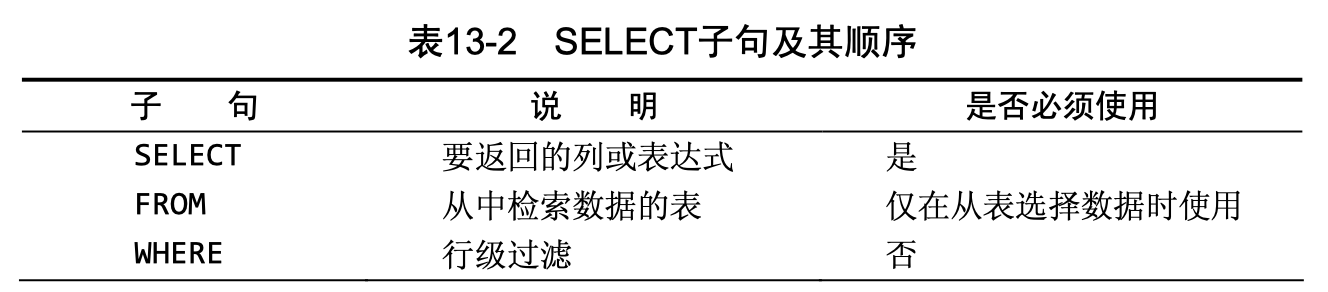 表13-2 SELECT子句及其顺序
子 句 说 明 是否必须使用
SELECT 要返回的列或表达式 是
FROM 从中检索数据的表 仅在从表选择数据时使用
WHERE 行级过滤 否